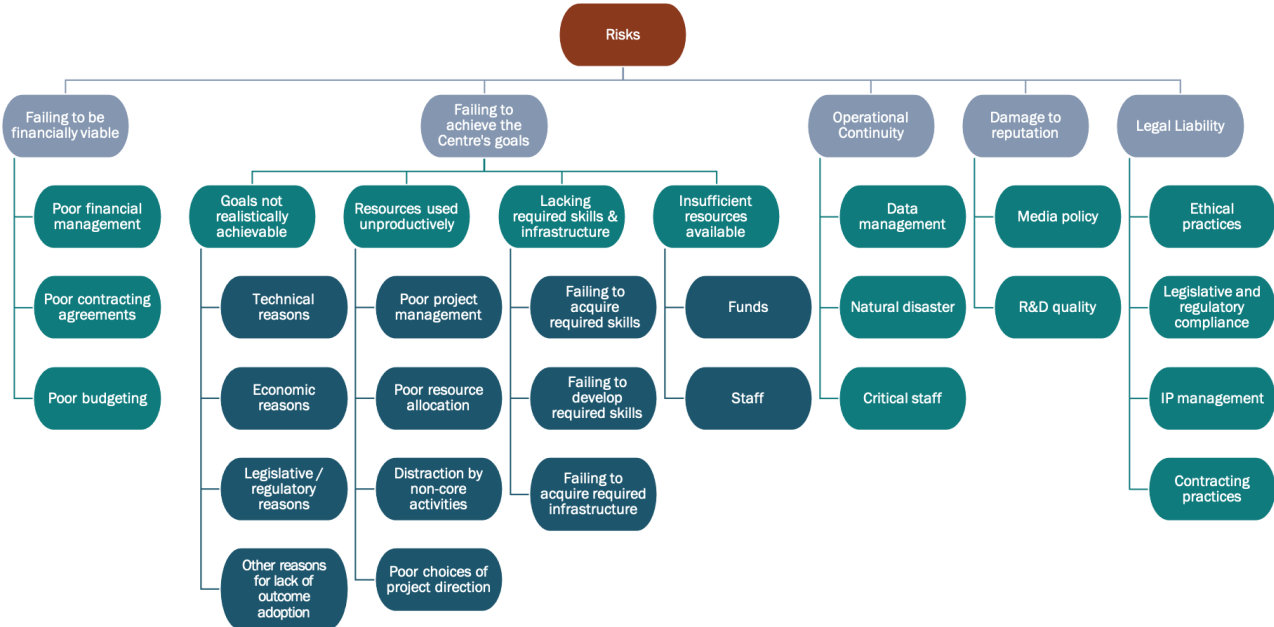 Risks
Failing to be
financially viable
Failing to
achieve the
Centre's goals
Operational
Continuity
Damage to
reputation
Legal Liability
Poor financial
management
Goals not
realistically
achievable
Resources used
unproductively
Lacking
required skills &
infrastructure
Insufficient
resources
available
Data
management
Media policy
Ethical
practices
Poor contracting
agreements
Technical
reasons
Poor project
management
Failing to
acquire
required skills
Funds
Natural disaster
R&D quality
Legislative and
regulatory
compliance
Poor budgeting
Economic
reasons
Poor resource
allocation
Failing to
develop
required skills
Staff
Critical staff
IP management
Legislative /
regulatory
reasons
Distraction by
non-core
activities
Failing to
acquire required
infrastructure
Contracting
practices
Other reasons
for lack of
outcome
adoption
Poor choices of
project direction